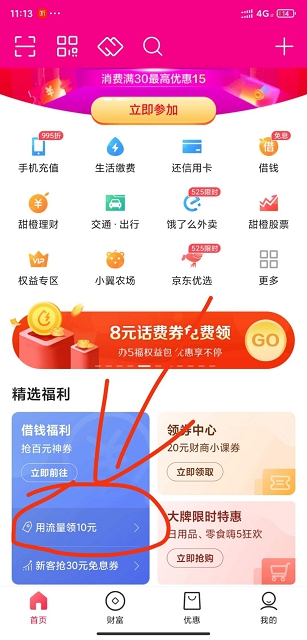 11:13
4G
14
消费满30最高优惠15
立即参加
995折
免息
手机充值
生活缴费
还信用卡
借钱
525限时
甜橙理财
交通·出行
饿了么外卖
甜橙股票
VIP
525限时
权益专区
小翼农场
京东优选
更多
8元话费券免费领
办5福权益包 优惠享不停
GO
精选福利
借钱福利
抢百元神券
立即前往
用流量领10元
新客抢30元免息券
领券中心
20元财商小课券
立即领取
大牌限时特惠
日用品、零食嗨5狂欢
立即抢购
首页
财富
优惠
我的